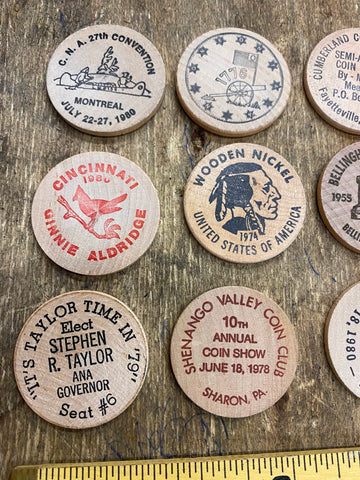 C.N.A. 27th CONVENTION
MONTREAL
JULY 22-27, 1980
1776
CUMBERLAND
SEMI-A
COIN
By -
Mem
P.O. Bo
Fayetteville,
CINCINNATI
1980
GINNIE ALDRIDGE
WOODEN NICKEL
1974
UNITED STATES OF AMERICA
BELLING
1955
BELLI
"IT'S TAYLOR TIME IN '79"
Elect
STEPHEN
R. TAYLOR
ANA
GOVERNOR
Seat #6
SHENANGO VALLEY COIN CLUB
10th
ANNUAL
COIN SHOW
JUNE 18, 1978
SHARON, PA.
1980 -